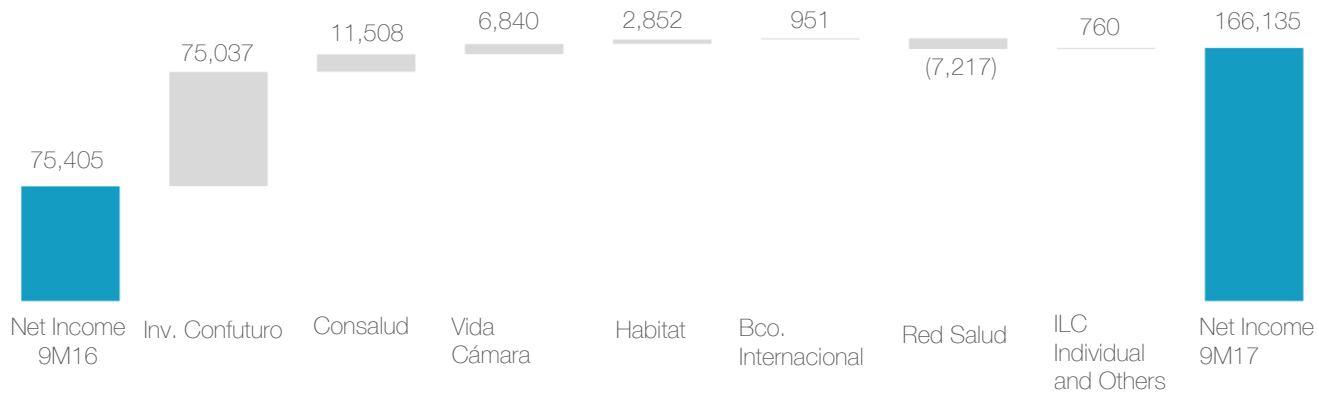 75,405
75,037
11,508
6,840
2,852
951
(7,217)
760
166,135
Net Income
9M16
Inv. Confuturo
Consalud
Vida
Cámara
Habitat
Bco.
Internacional
Red Salud
ILC
Individual
and Others
Net Income
9M17